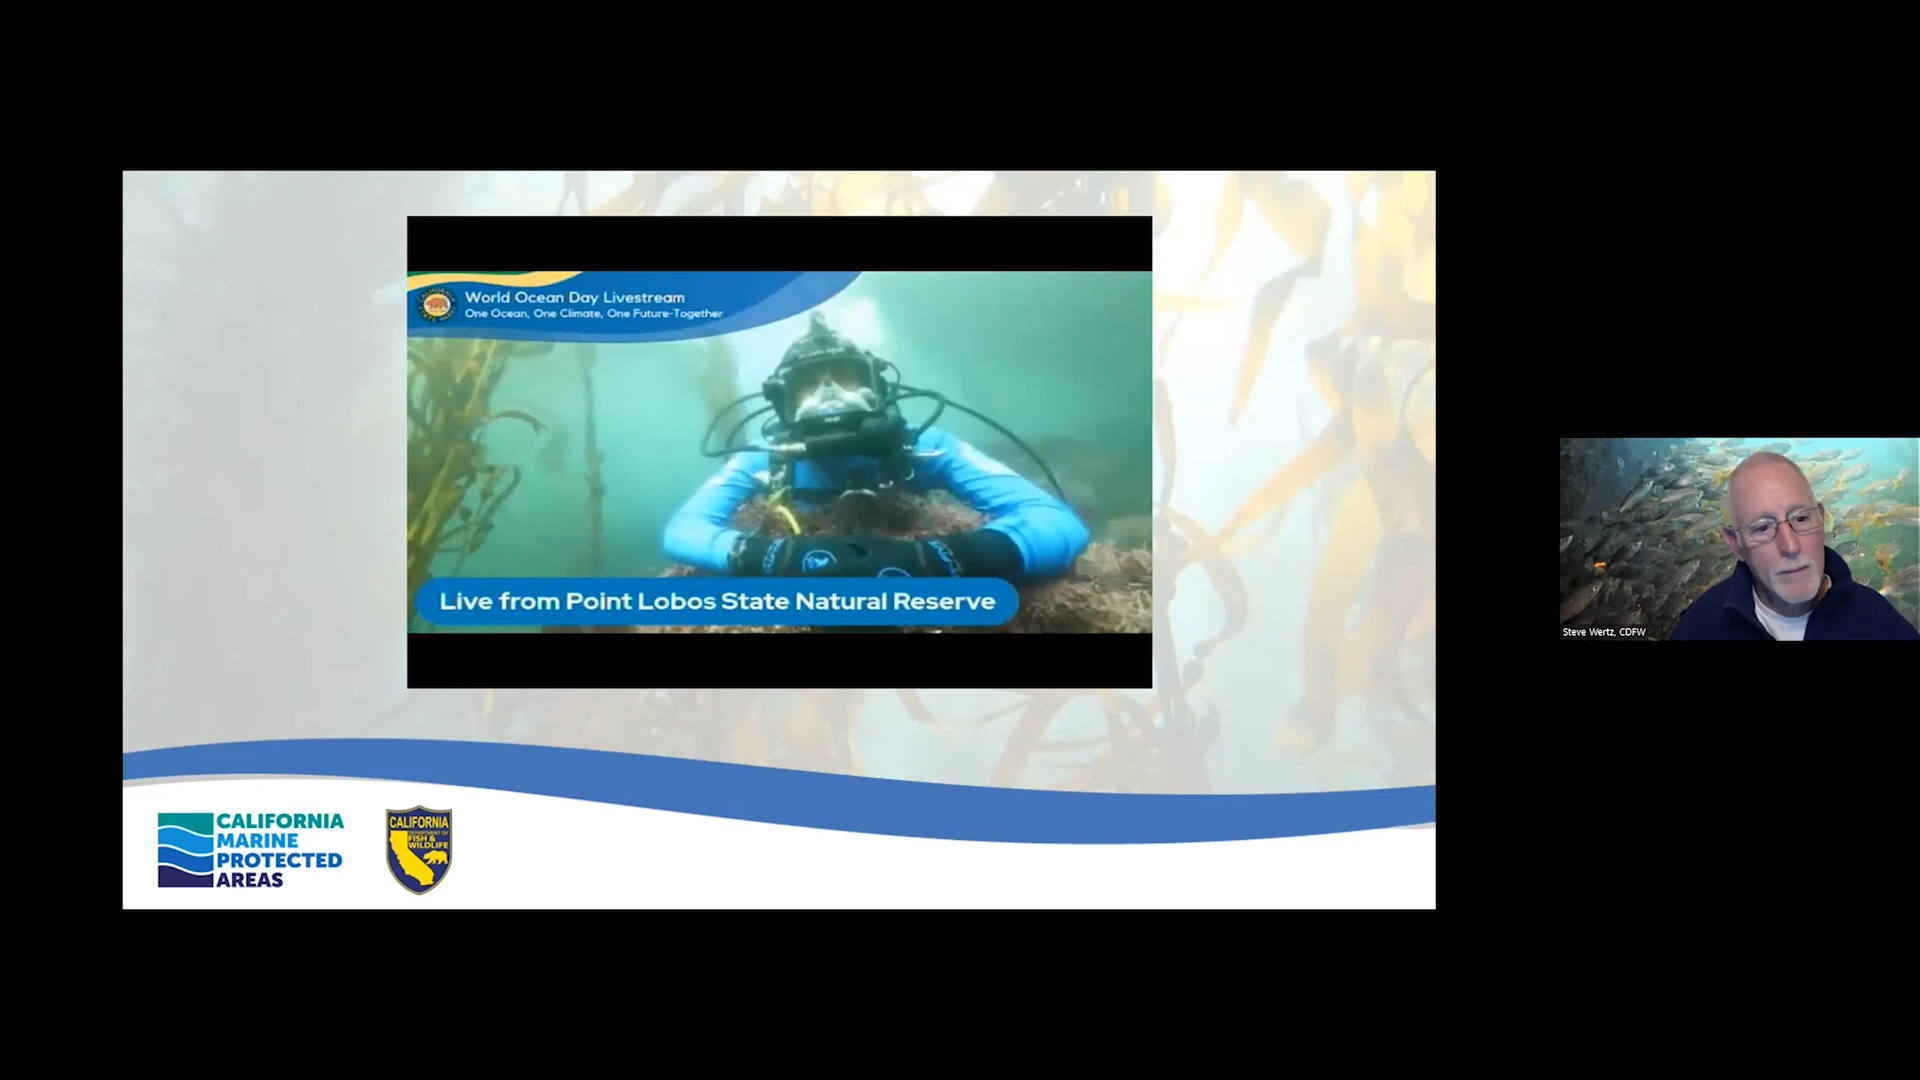 World Ocean Day Livestream
One Ocean, One Climate, One Future-Together
Live from Point Lobos State Natural Reserve
Steve Wertz, CDFW
CALIFORNIA
MARINE
PROTECTED
AREAS
CALIFORNIA
DEPARTMENT OF
FISH &
WILDLIFE